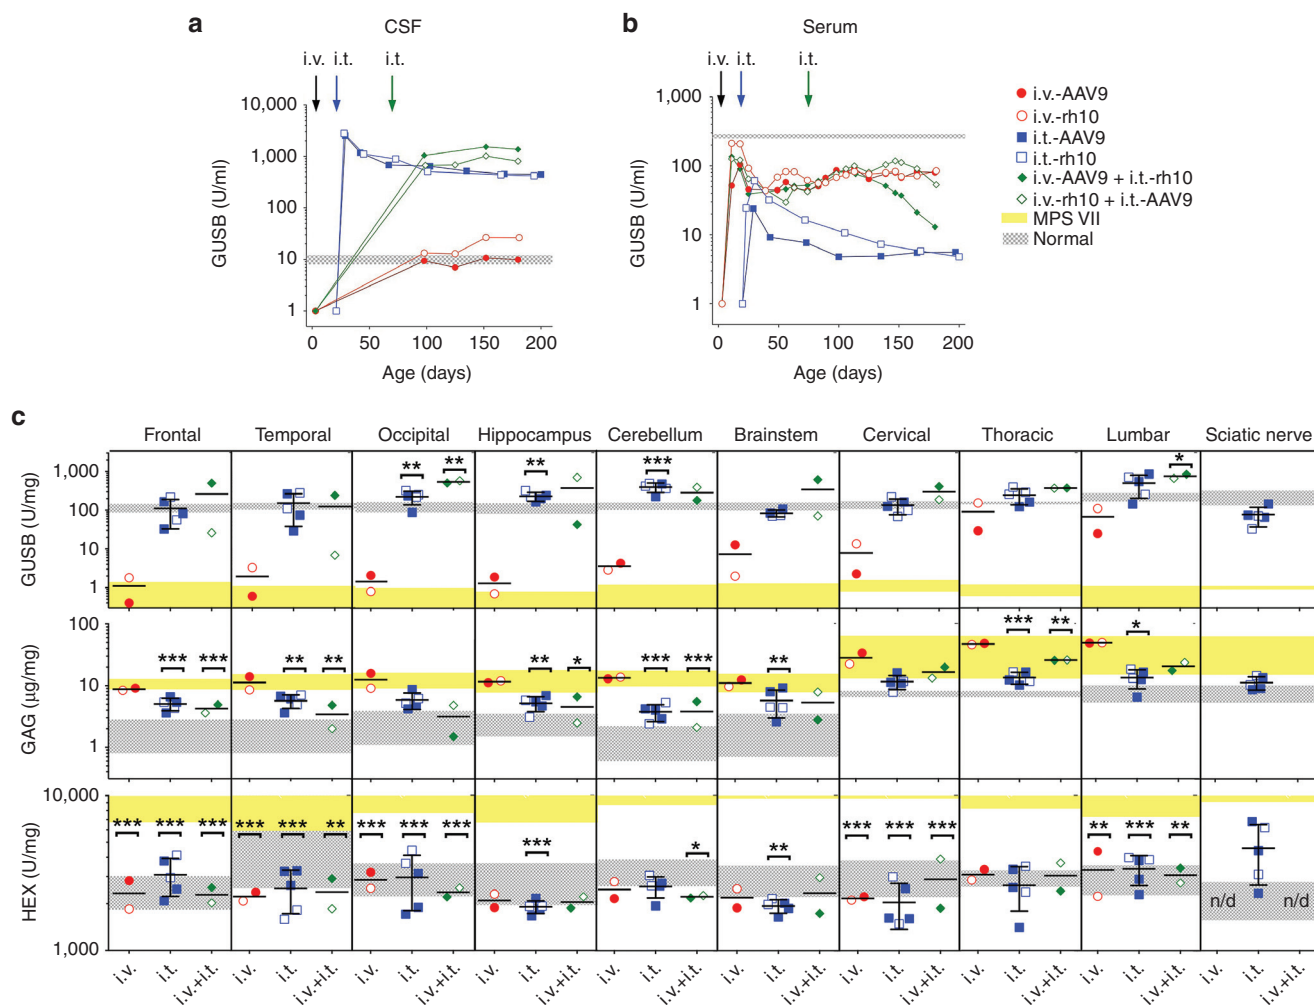 a
CSF
i.v. i.t. i.t.
10,000
1,000
100
10
1
GUSB (U/ml)
0 50 100 150 200
Age (days)
b
Serum
i.v. i.t. i.t.
1,000
100
10
1
GUSB (U/ml)
0 50 100 150 200
Age (days)
i.v.-AAV9
i.v.-rh10
i.t.-AAV9
i.t.-rh10
i.v.-AAV9 + i.t.-rh10
i.v.-rh10 + i.t.-AAV9
MPS VII
Normal
c
Frontal Temporal Occipital Hippocampus Cerebellum Brainstem Cervical Thoracic Lumbar Sciatic nerve
GUSB (U/mg)
1,000
100
10
1
** ** ** *** *
GAG (µg/mg)
100
10
1
*** *** ** ** ** * *** *** ** *** ** *
HEX (U/mg)
10,000
1,000
*** *** *** *** *** ** *** *** *** *** * ** *** *** *** ** *** **
n/d n/d
i.v. i.t. i.v.+i.t. i.v. i.t. i.v.+i.t. i.v. i.t. i.v.+i.t. i.v. i.t. i.v.+i.t. i.v. i.t. i.v.+i.t. i.v. i.t. i.v.+i.t. i.v. i.t. i.v.+i.t. i.v. i.t. i.v.+i.t. i.v. i.t. i.v.+i.t. i.v. i.t. i.v.+i.t.